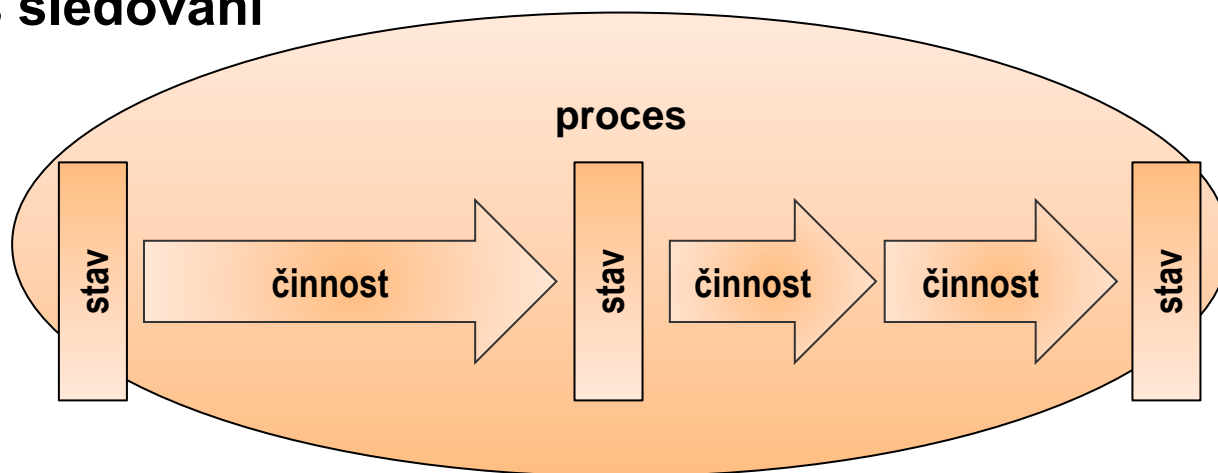 sledování
proces
stav
činnost
stav
činnost
činnost
stav